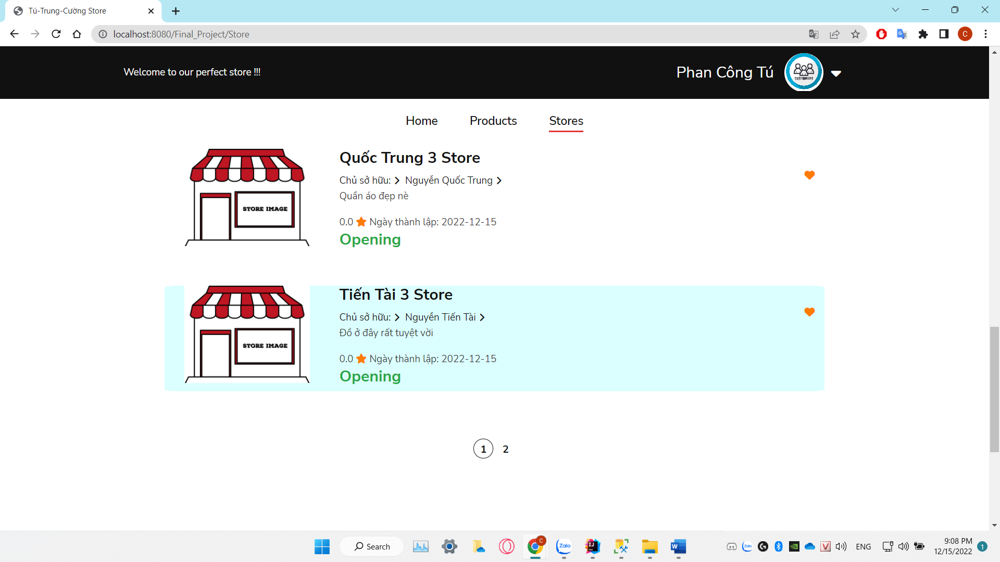 Tú-Trung-Cường Store
localhost:8080/Final_Project/Store
C
Welcome to our perfect store !!!
Phan Công Tú
CUSTOMERS
Home
Products
Stores
STORE IMAGE
Quốc Trung 3 Store
Chủ sở hữu: Nguyễn Quốc Trung
Quần áo đẹp nè
0.0 Ngày thành lập: 2022-12-15
Opening
STORE IMAGE
Tiến Tài 3 Store
Chủ sở hữu: Nguyễn Tiến Tài
Đồ ở đây rất tuyệt vời
0.0 Ngày thành lập: 2022-12-15
Opening
1 2
Search
C
Zalo
IJ
W
Zalo
V
ENG
9:08 PM
12/15/2022
1